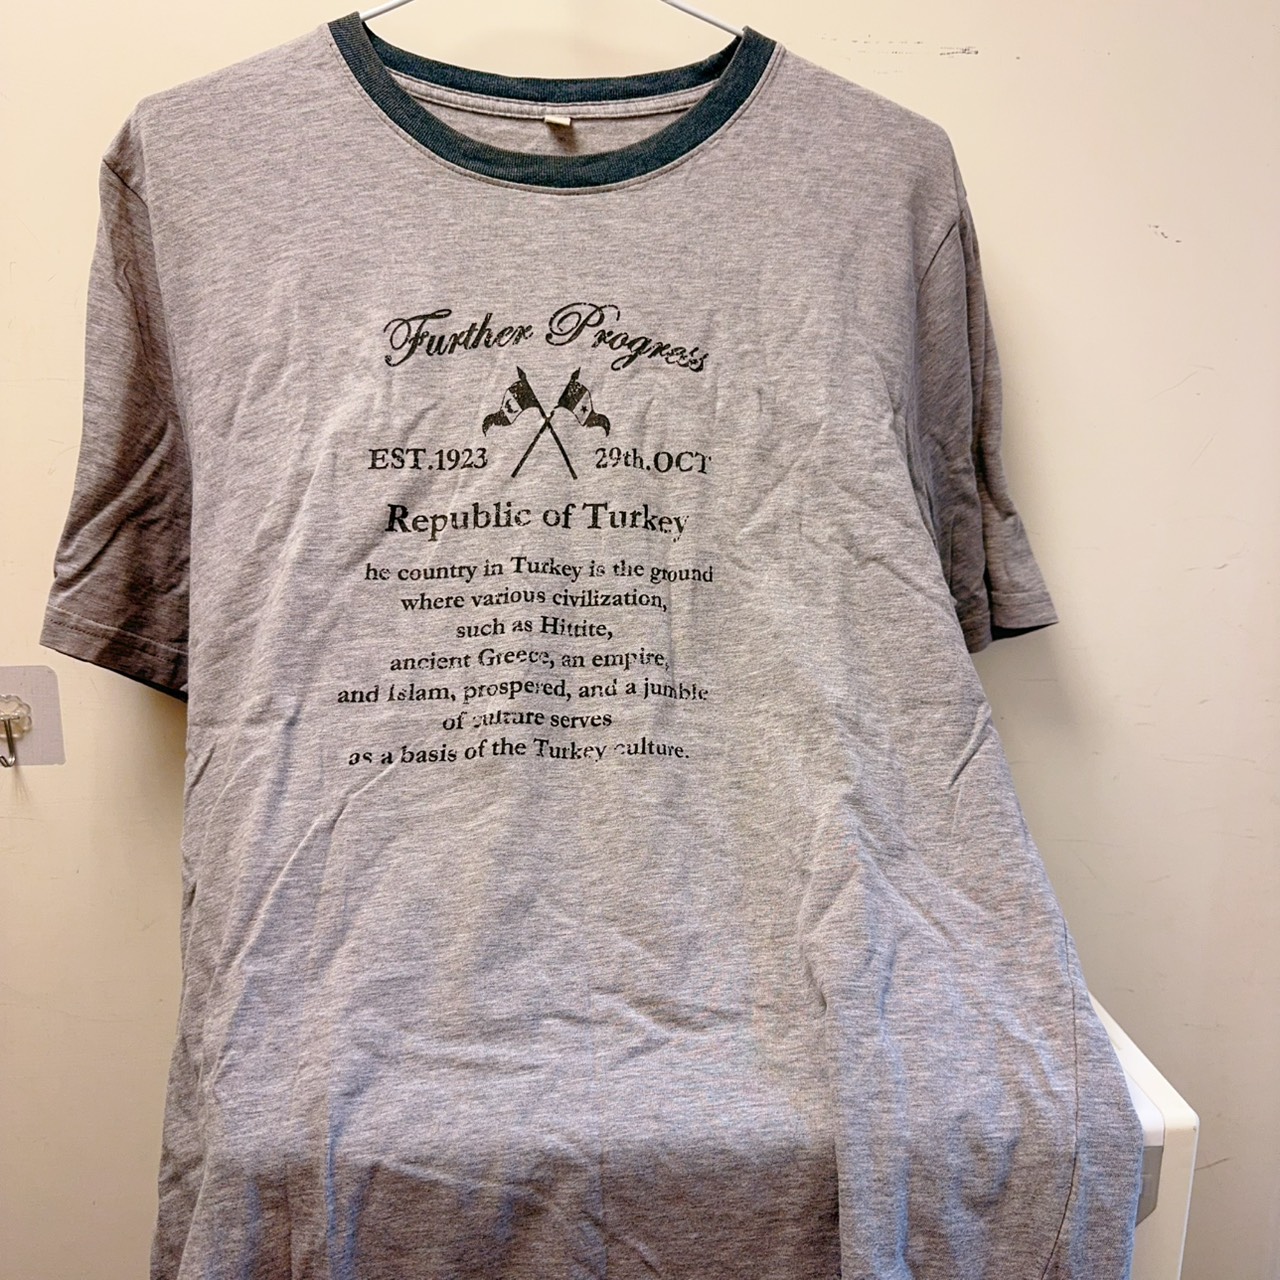 Further Progress
EST.1923 29th.OCT
Republic of Turkey
he country in Turkey is the ground
where various civilization,
such as Hittite,
ancient Greece, an empire,
and Islam, prospered, and a jumble
of culture serves
as a basis of the Turkey culture.